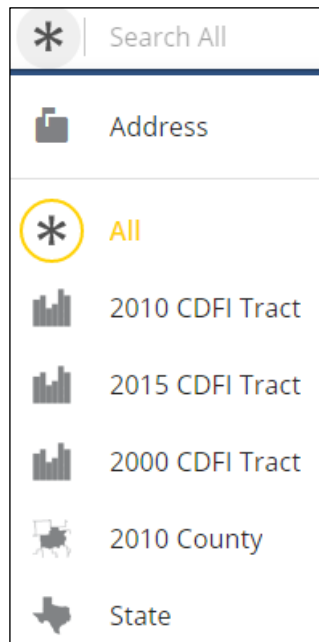 Search All
Address
All
2010 CDFI Tract
2015 CDFI Tract
2000 CDFI Tract
2010 County
State